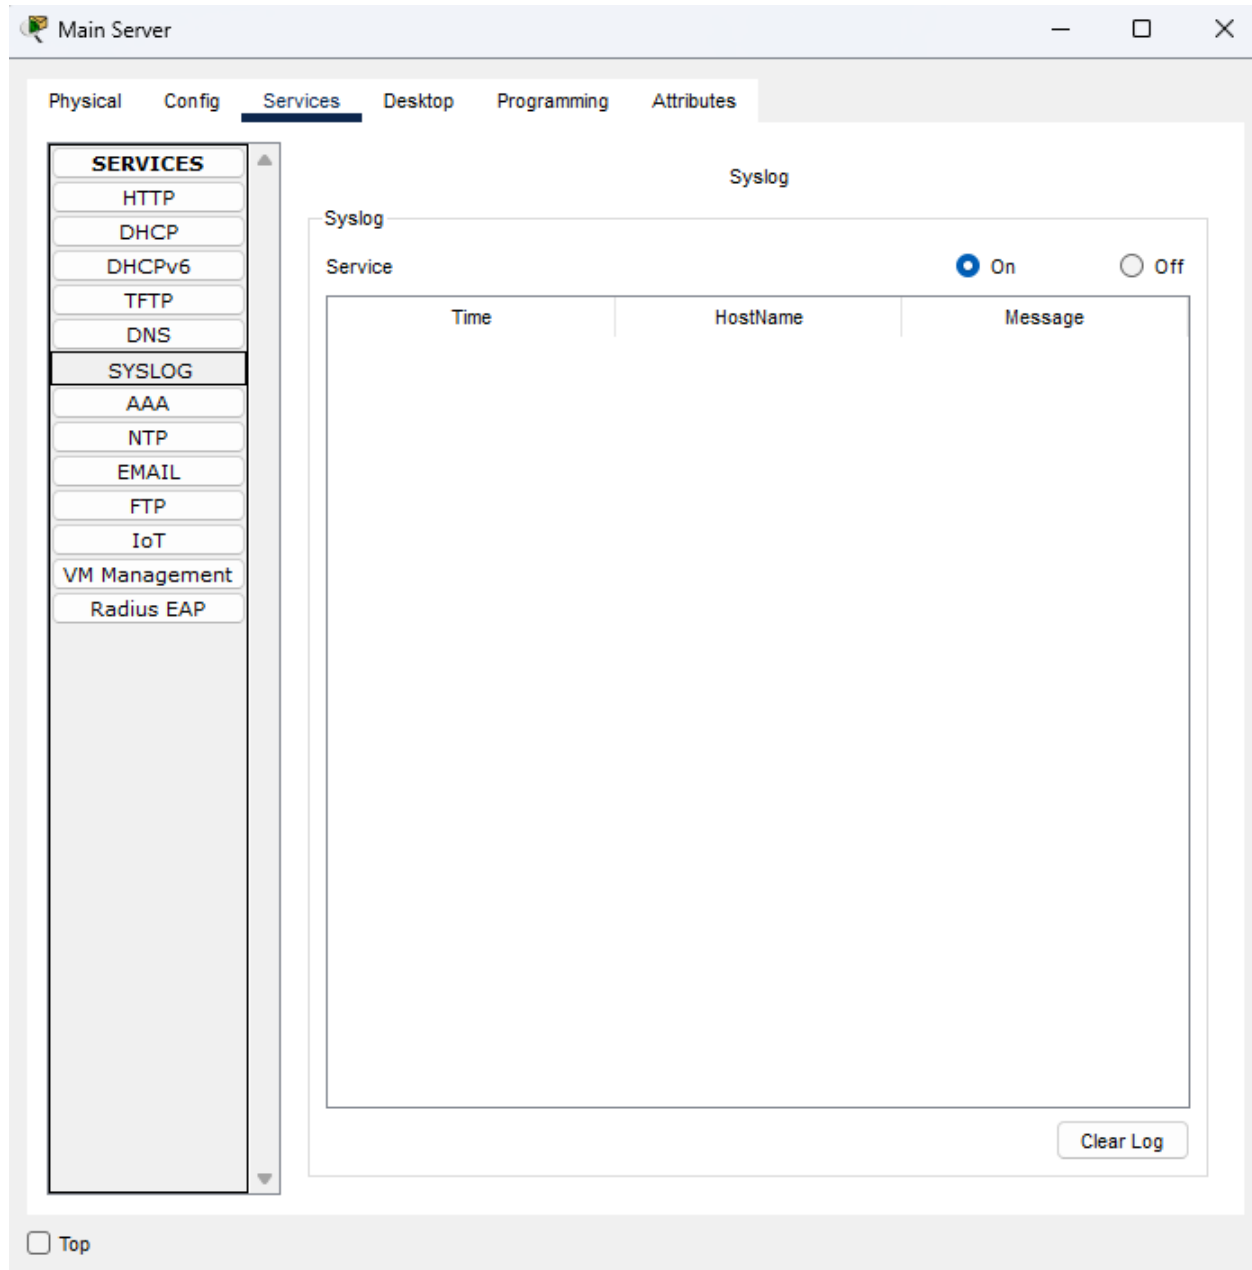 Main Server
Physical Config Services Desktop Programming Attributes
SERVICES
HTTP
DHCP
DHCPv6
TFTP
DNS
SYSLOG
AAA
NTP
EMAIL
FTP
IoT
VM Management
Radius EAP
Syslog
Syslog
Service On Off
Time HostName Message
Clear Log
Top